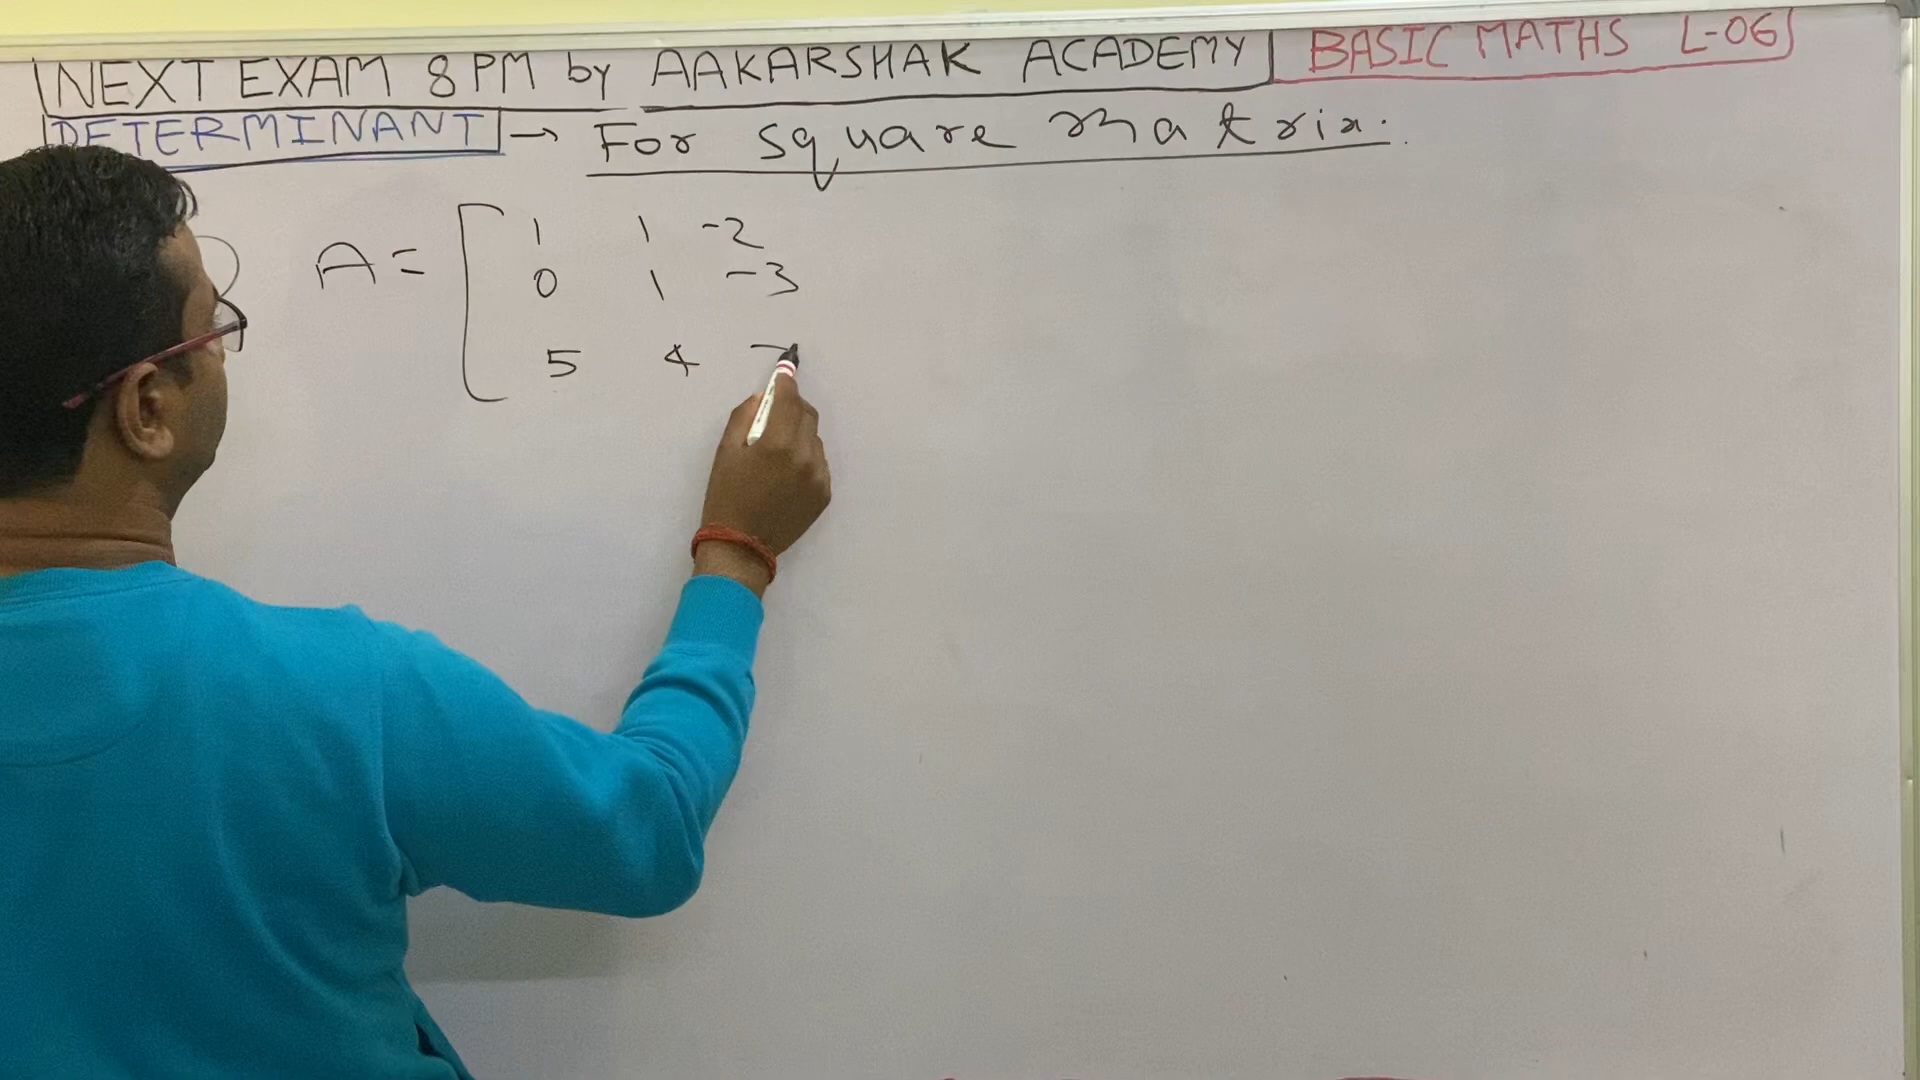 NEXT EXAM 8 PM by AAKARSHAK ACADEMY BASIC MATHS L-06
DETERMINANT → For square matrix.
A = [ 1 1 -2
0 1 -3
5 4